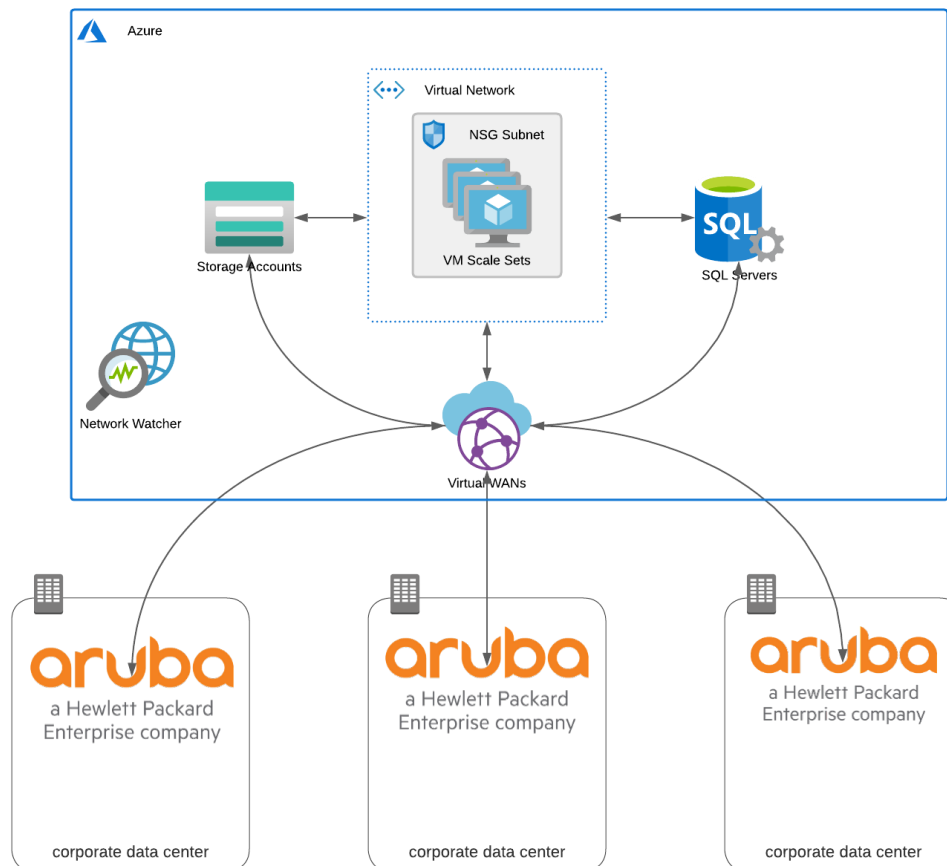 Azure
Virtual Network
NSG Subnet
VM Scale Sets
Storage Accounts
SQL
SQL Servers
Network Watcher
Virtual WANs
aruba
a Hewlett Packard
Enterprise company
corporate data center
aruba
a Hewlett Packard
Enterprise company
corporate data center
aruba
a Hewlett Packard
Enterprise company
corporate data center